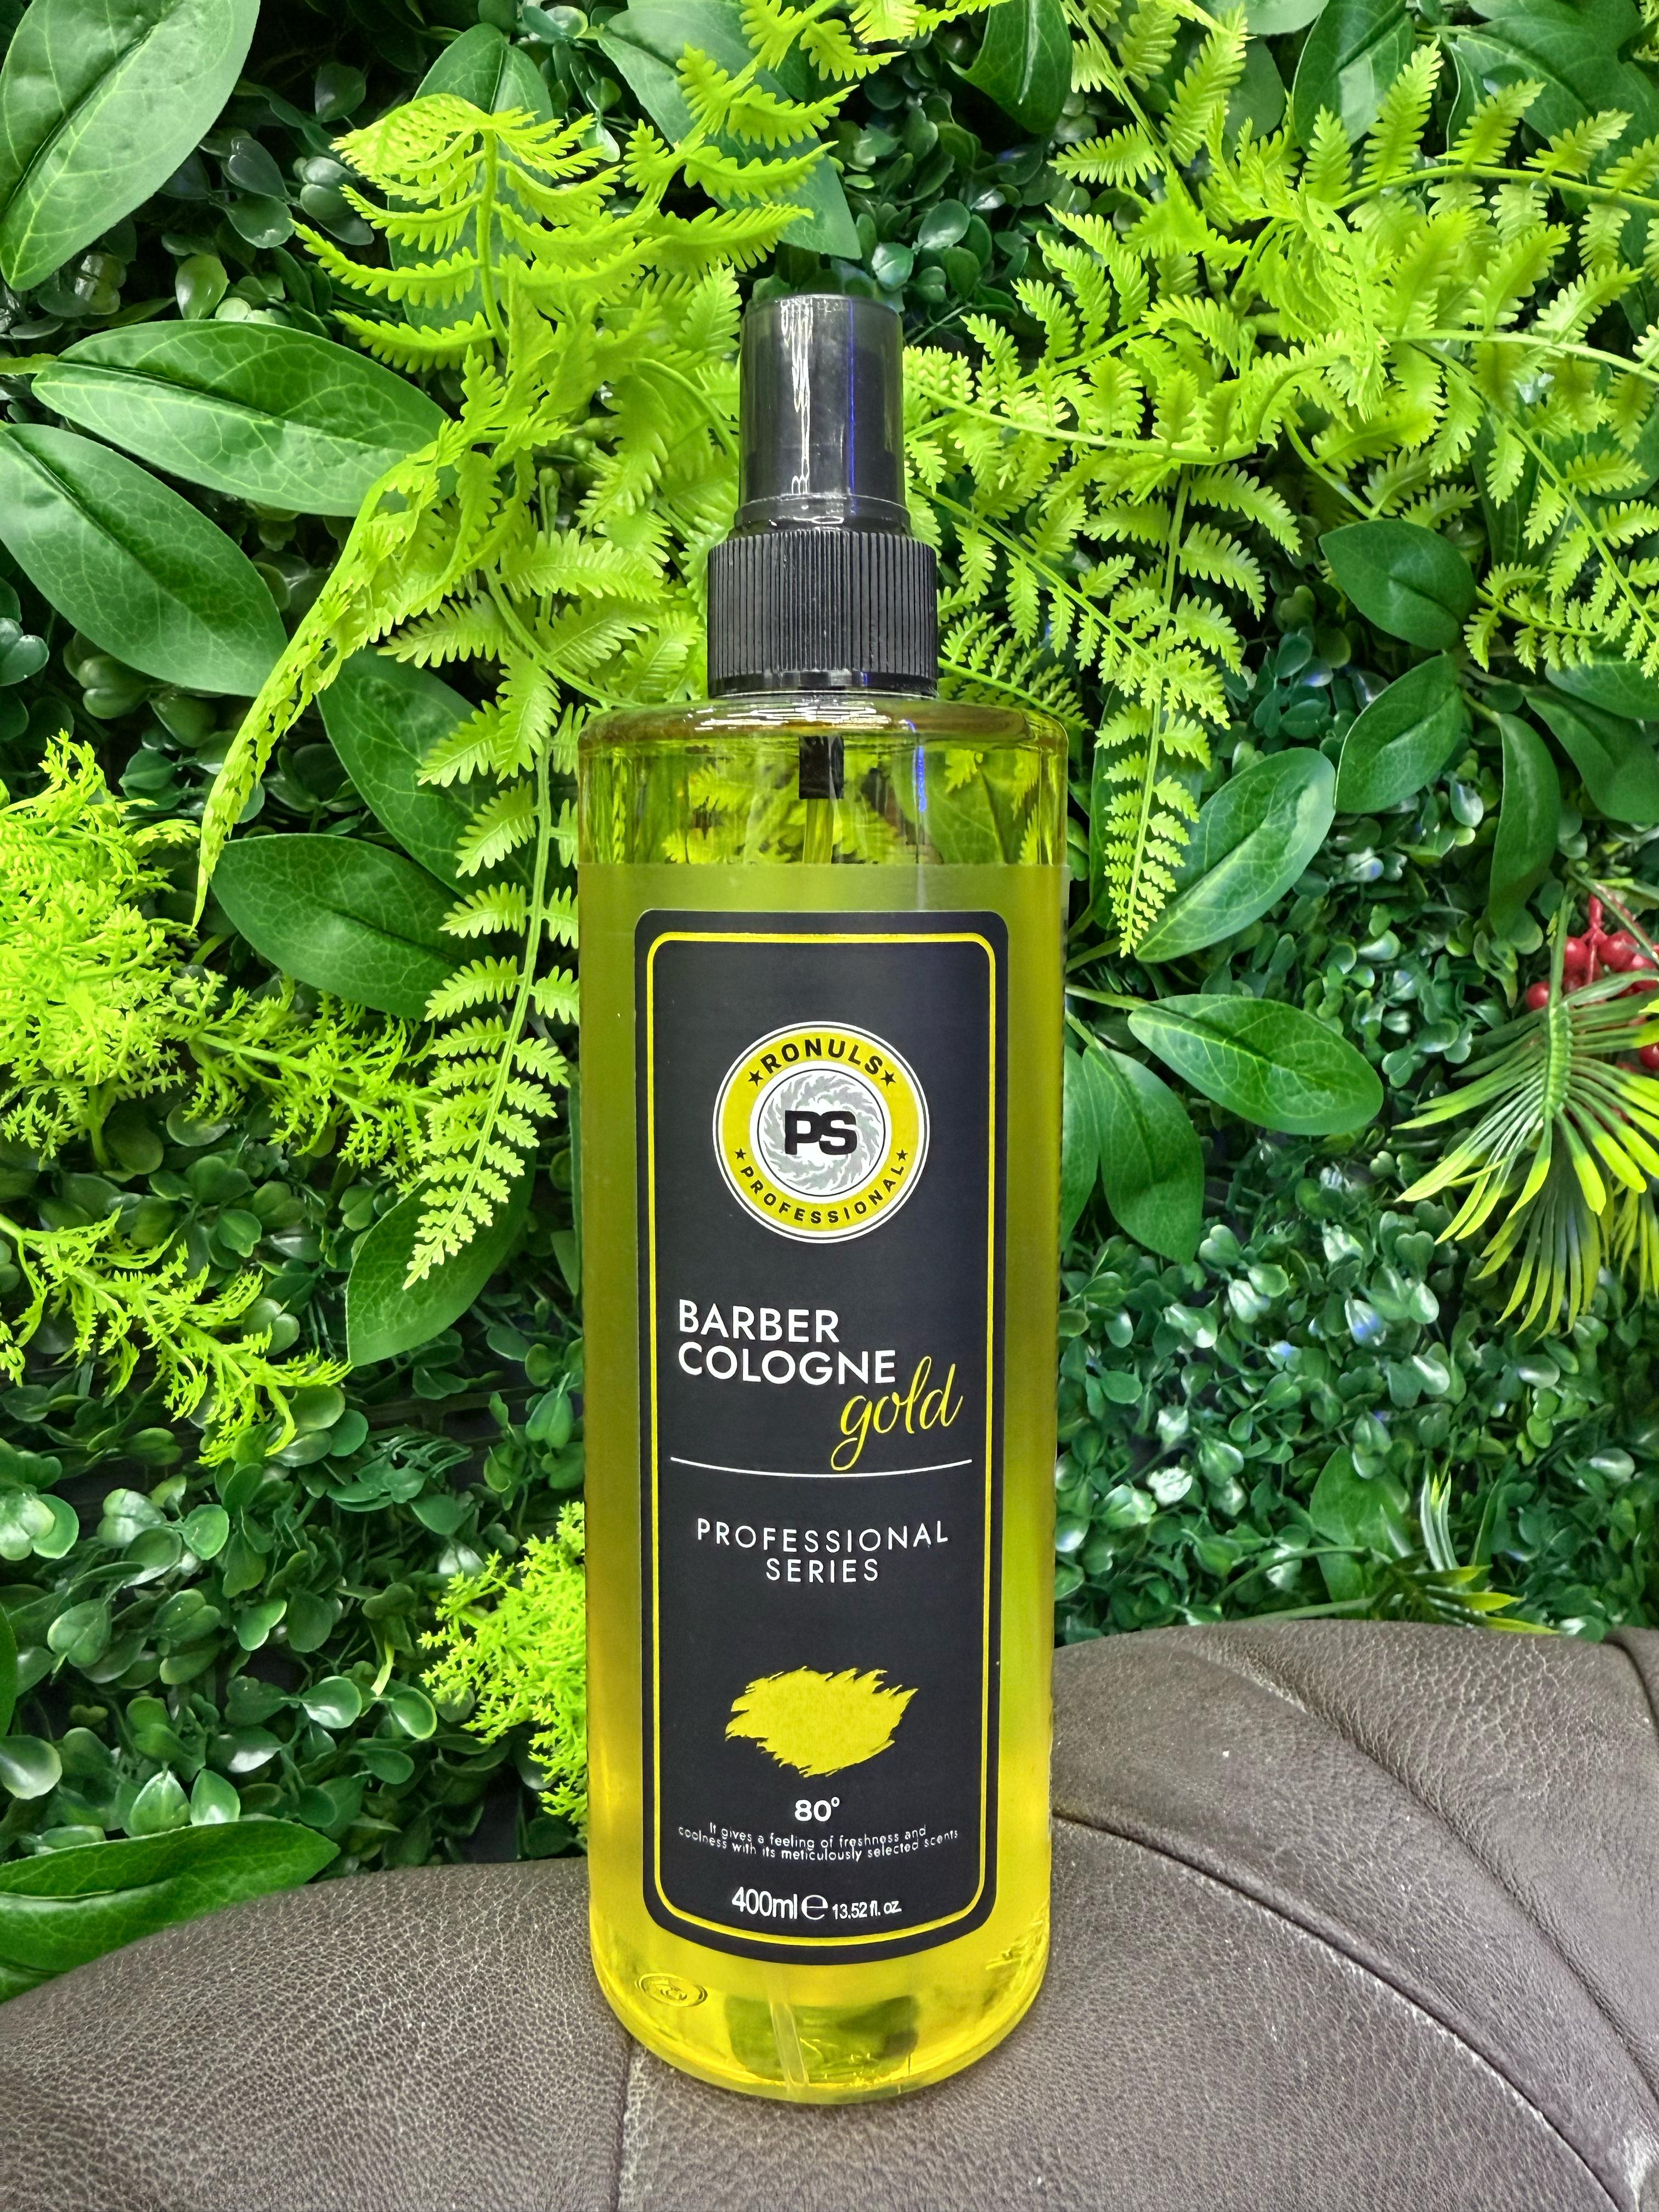 RONULS
PS
PROFESSIONAL
BARBER
COLOGNE
gold
PROFESSIONAL
SERIES
80°
It gives a feeling of freshness and
coolness with its meticulously selected scents
400ml ℮ 13.52 fl. oz.